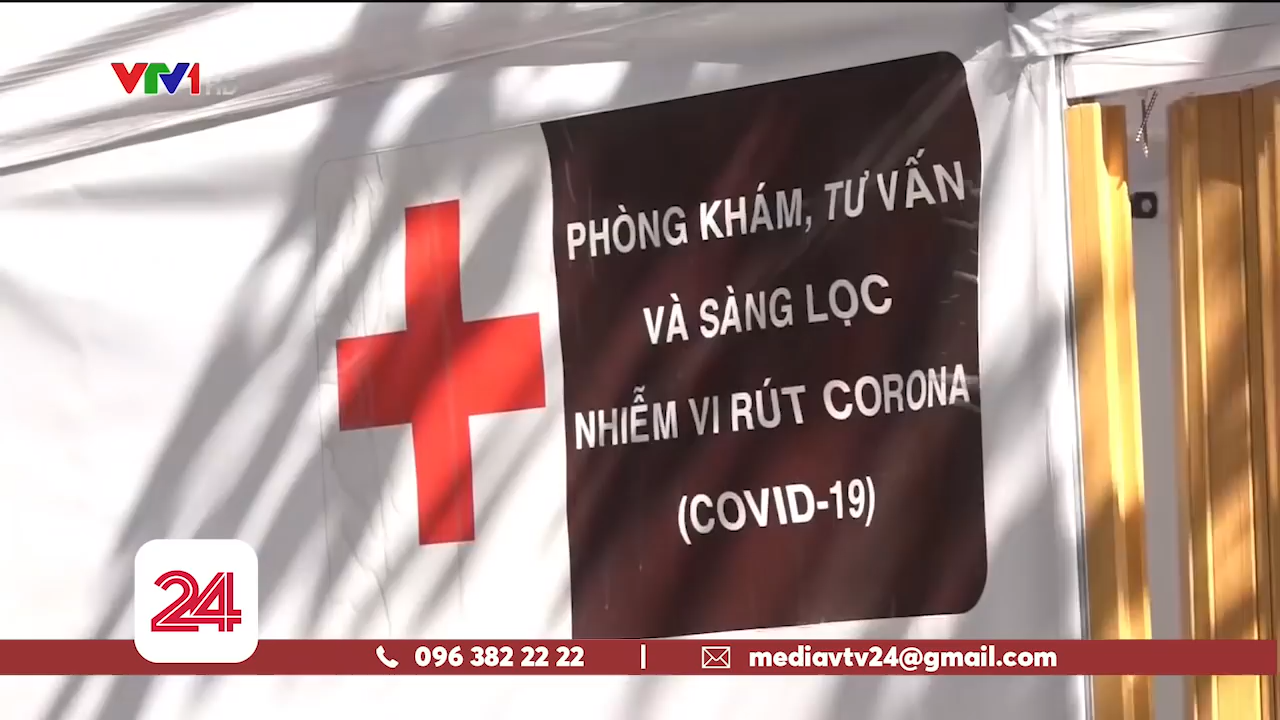 VTV1 HD
PHÒNG KHÁM, TƯ VẤN
VÀ SÀNG LỌC
NHIỄM VI RÚT CORONA
(COVID-19)
24
096 382 22 22 | mediavtv24@gmail.com